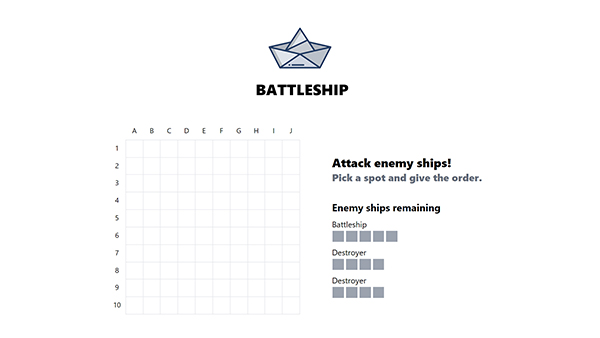 BATTLESHIP
A B C D E F G H I J
1
2
3
4
5
6
7
8
9
10
Attack enemy ships!
Pick a spot and give the order.
Enemy ships remaining
Battleship
Destroyer
Destroyer